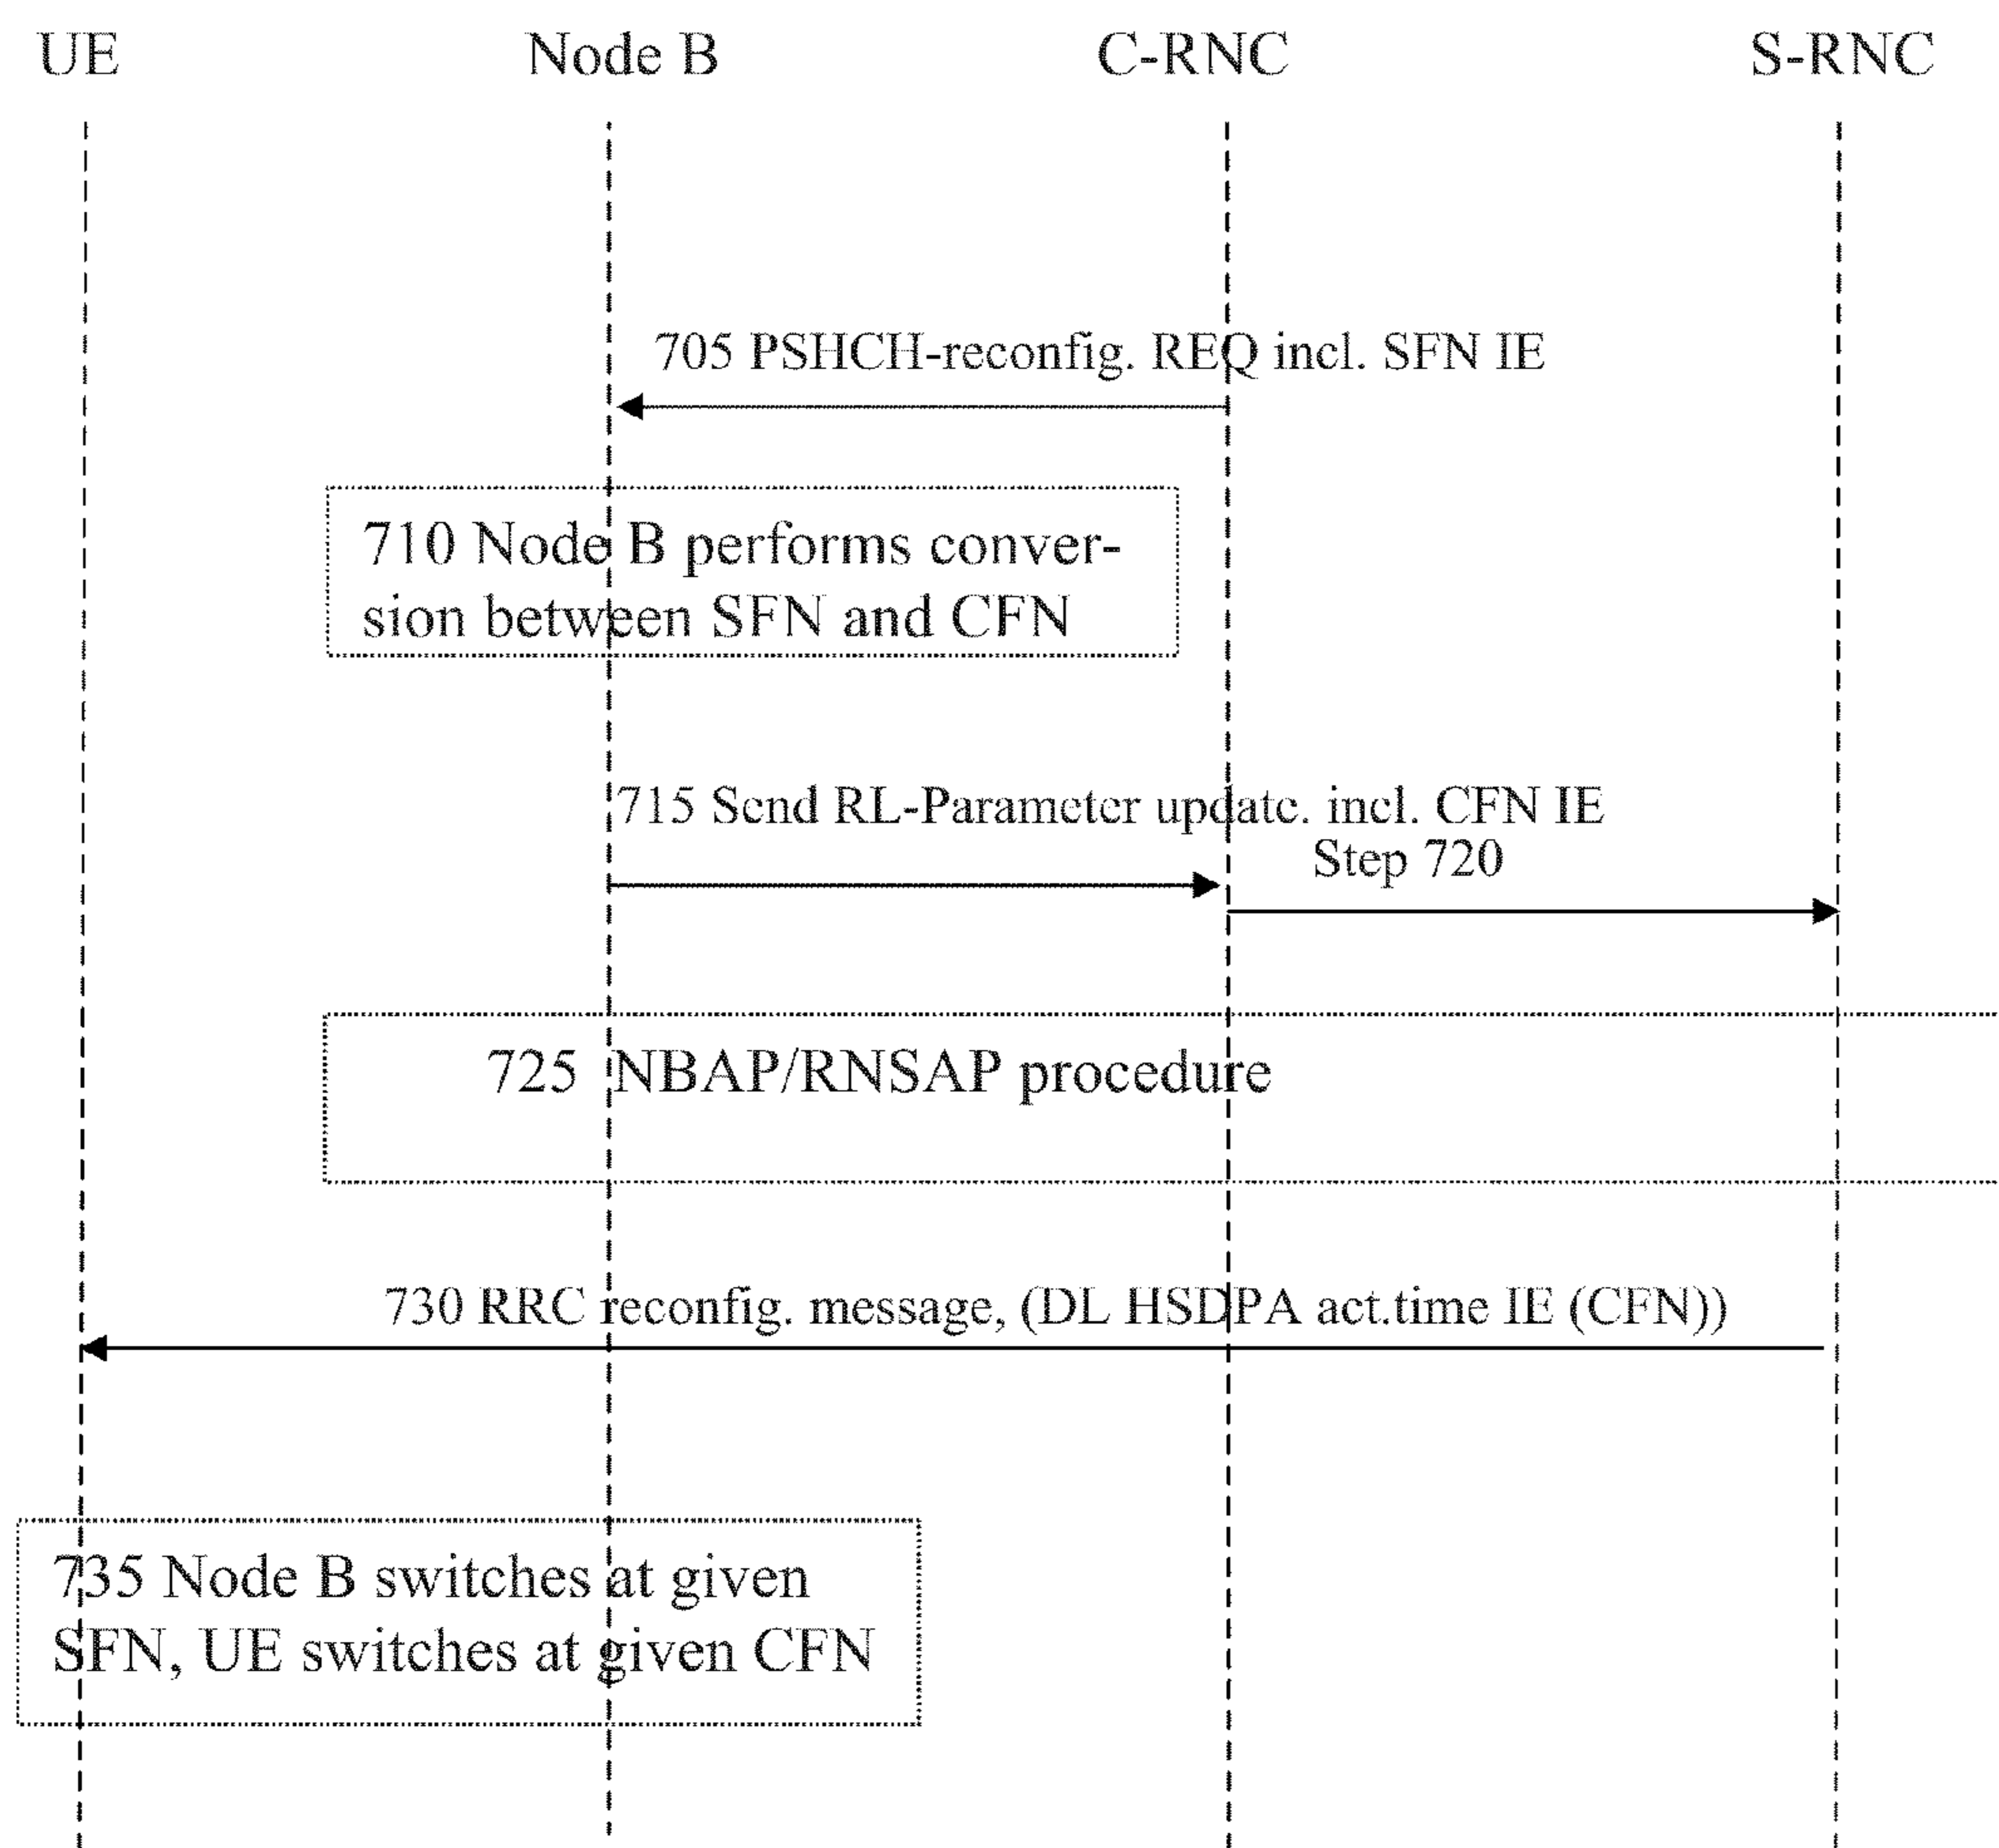 UE Node B C-RNC S-RNC
705 PSHCH-reconfig. REQ incl. SFN IE
710 Node B performs conver-
sion between SFN and CFN
715 Send RL-Parameter update. incl. CFN IE
Step 720
725 NBAP/RNSAP procedure
730 RRC reconfig. message, (DL HSDPA act.time IE (CFN))
735 Node B switches at given
SFN, UE switches at given CFN